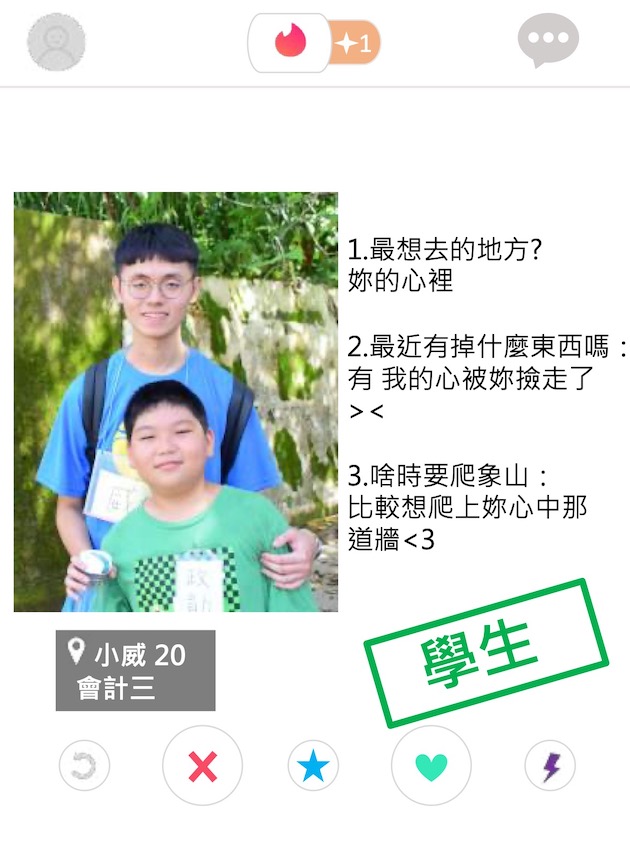 1
1.最想去的地方?
妳的心裡
2.最近有掉什麼東西嗎：
有 我的心被妳撿走了
><
3.啥時要爬象山：
比較想爬上妳心中那
道牆<3
政
小威 20
會計三
學生